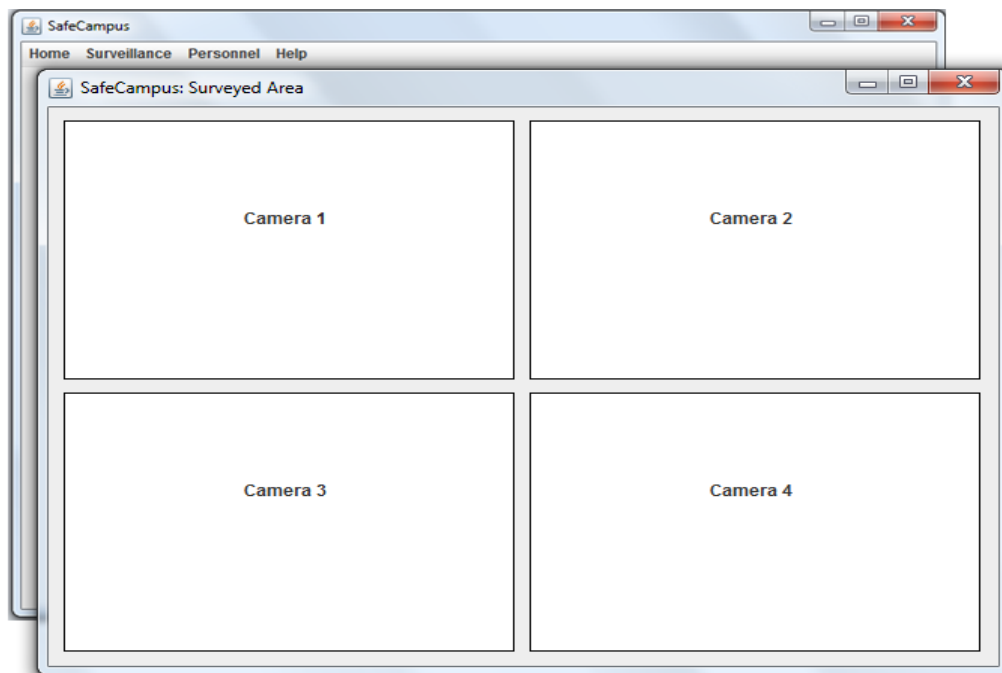 SafeCampus
Home Surveillance Personnel Help
SafeCampus: Surveyed Area
Camera 1 Camera 2
Camera 3 Camera 4